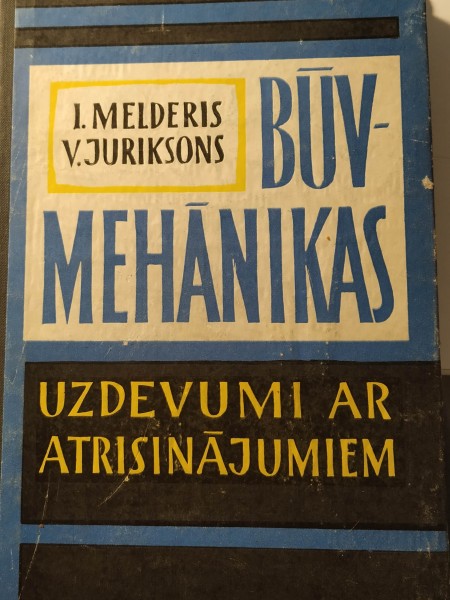 I. MELDERIS
V. JURIKSONS
BŪV-
MEHĀNIKAS
UZDEVUMI AR
ATRISINĀJUMIEM